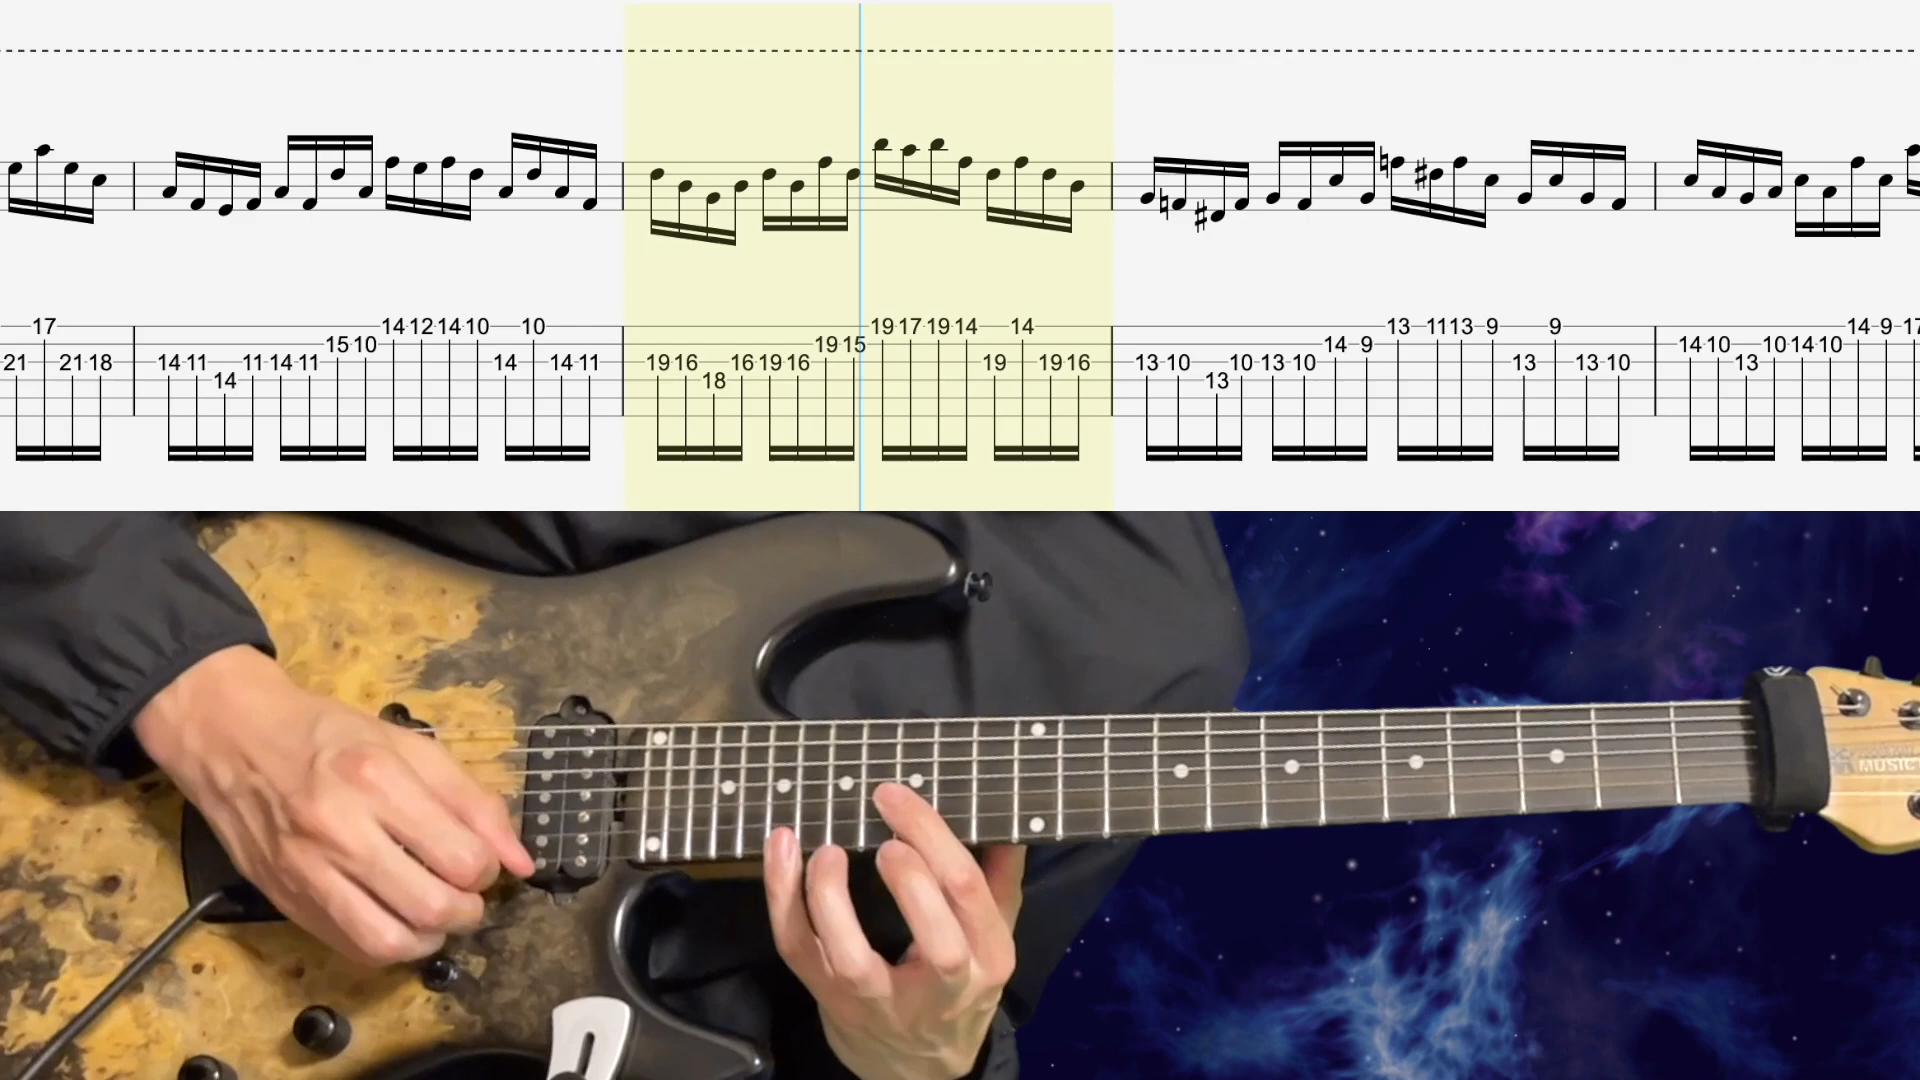 17 14 12 14 10 10 19 17 19 14 14 13 11 13 9 9 14 9 17
15 10 19 15 14 9 14 10 10 14 10
21 21 18 14 11 11 14 11 14 14 11 19 16 16 19 16 19 19 16 13 10 10 13 10 13 13 10 13
14 18 13
MUSIC